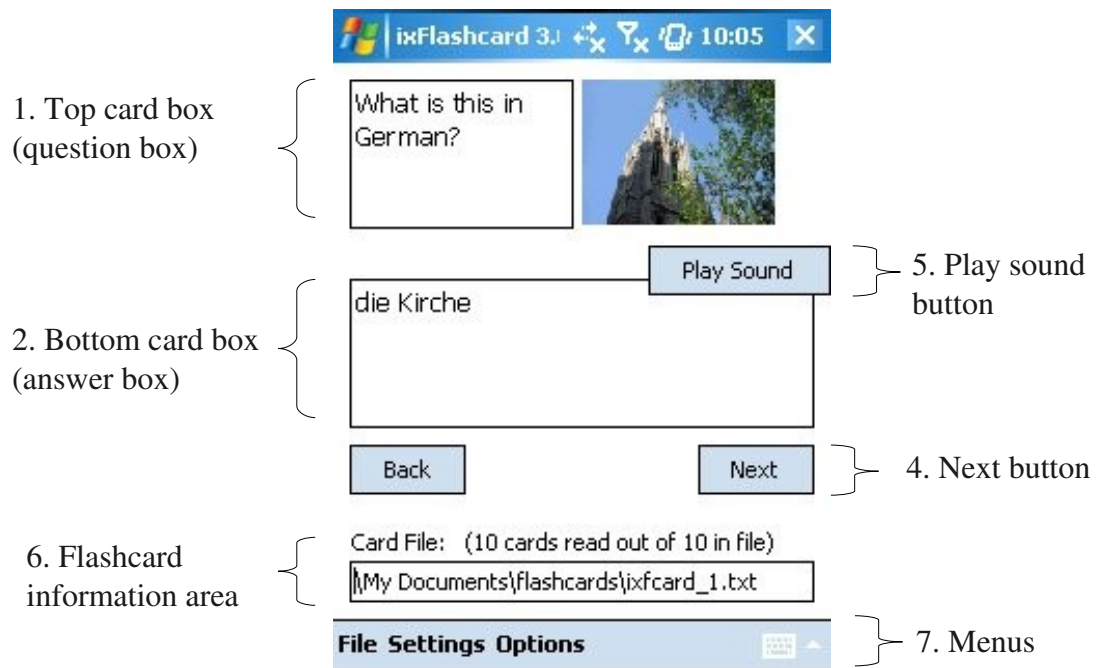 ixFlashcard 3. 10:05
1. Top card box
(question box)
What is this in
German?
Play Sound
5. Play sound
button
2. Bottom card box
(answer box)
die Kirche
Back
Next
4. Next button
6. Flashcard
information area
Card File: (10 cards read out of 10 in file)
\My Documents\flashcards\ixfcard_1.txt
File Settings Options
7. Menus